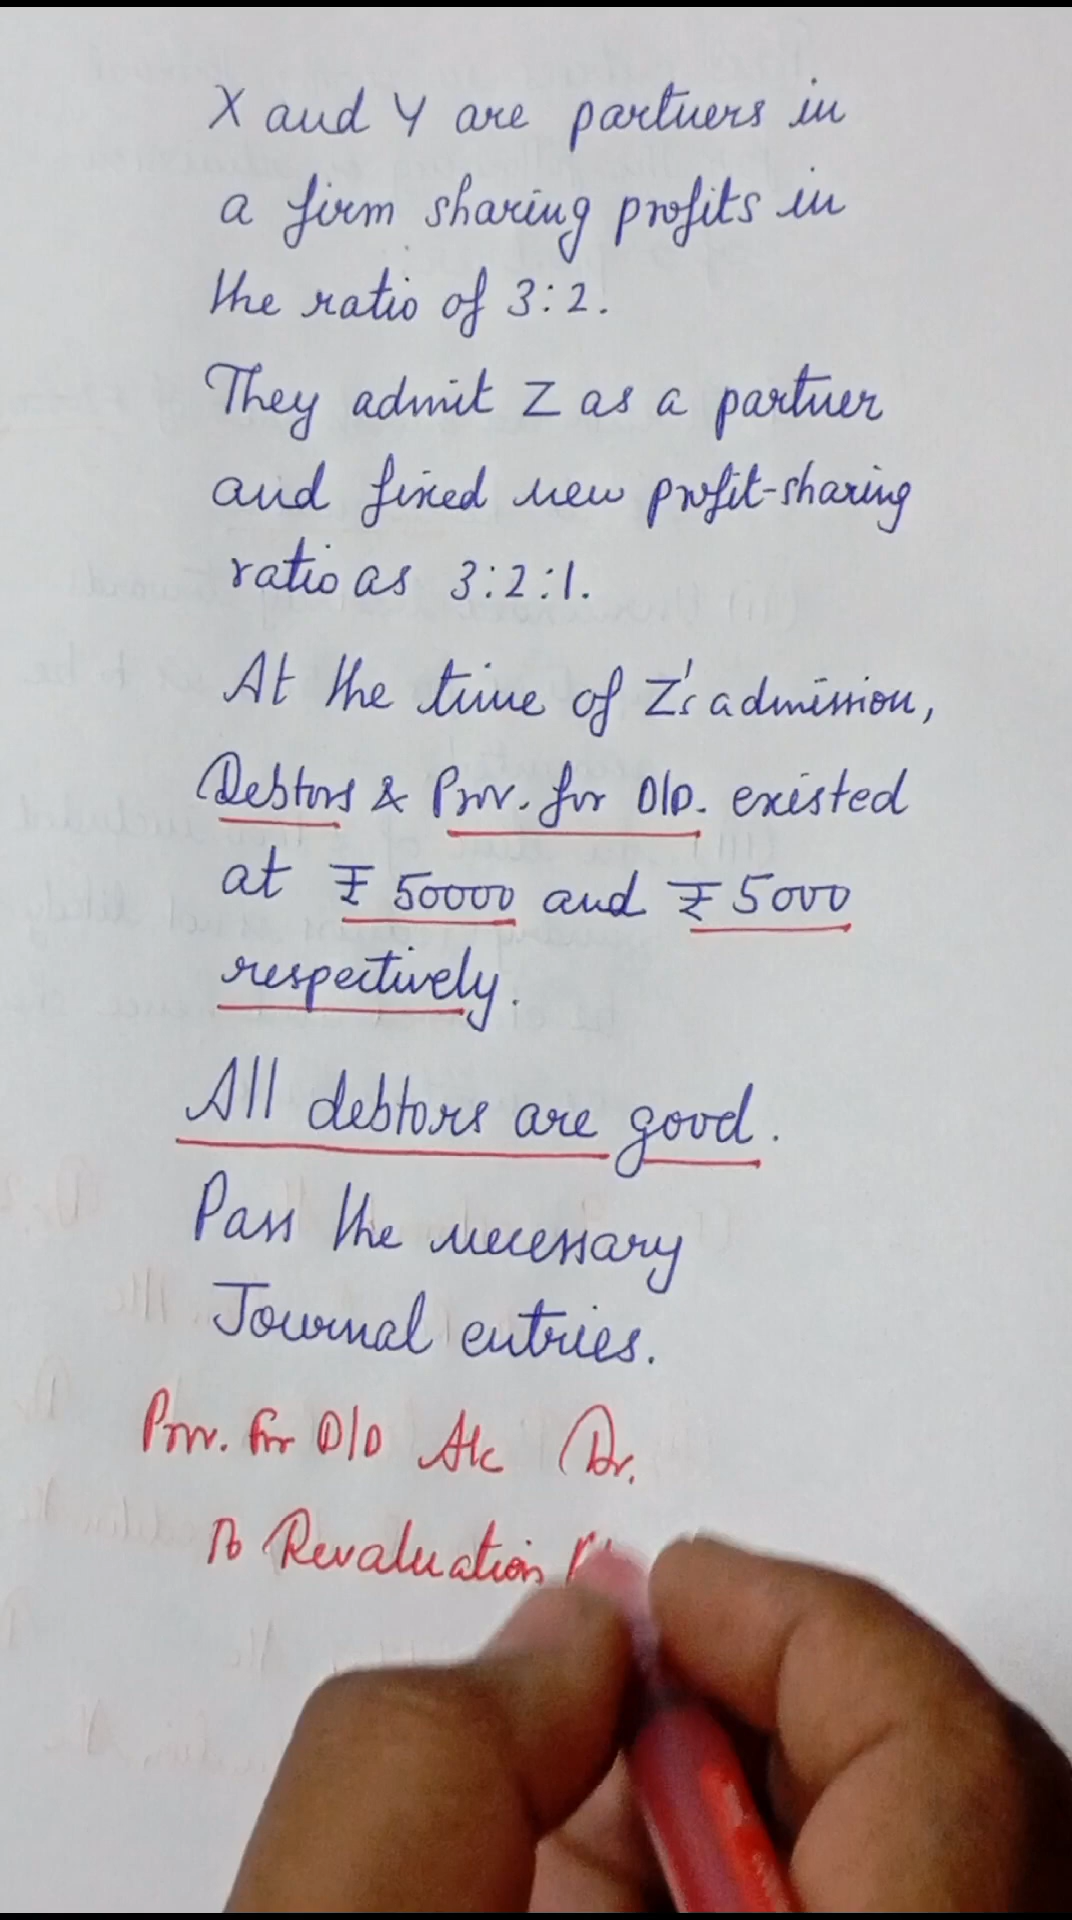 X and Y are partners in
a firm sharing profits in
the ratio of 3:2.
They admit Z as a partner
and fixed new profit-sharing
ratio as 3:2:1.
At the time of Z's admission,
Debtors & Prov. for D/D. existed
at ₹ 50000 and ₹ 5000
respectively.
All debtors are good.
Pass the necessary
Journal entries.
Prov. for D/D A/c Dr.
To Revaluation